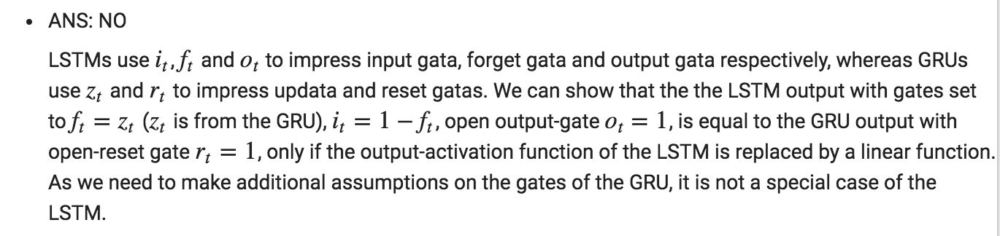 • ANS: NO
LSTMs use i_t, f_t and o_t to impress input gata, forget gata and output gata respectively, whereas GRUs
use z_t and r_t to impress updata and reset gatas. We can show that the the LSTM output with gates set
to f_t = z_t (z_t is from the GRU), i_t = 1 − f_t, open output-gate o_t = 1, is equal to the GRU output with
open-reset gate r_t = 1, only if the output-activation function of the LSTM is replaced by a linear function.
As we need to make additional assumptions on the gates of the GRU, it is not a special case of the
LSTM.